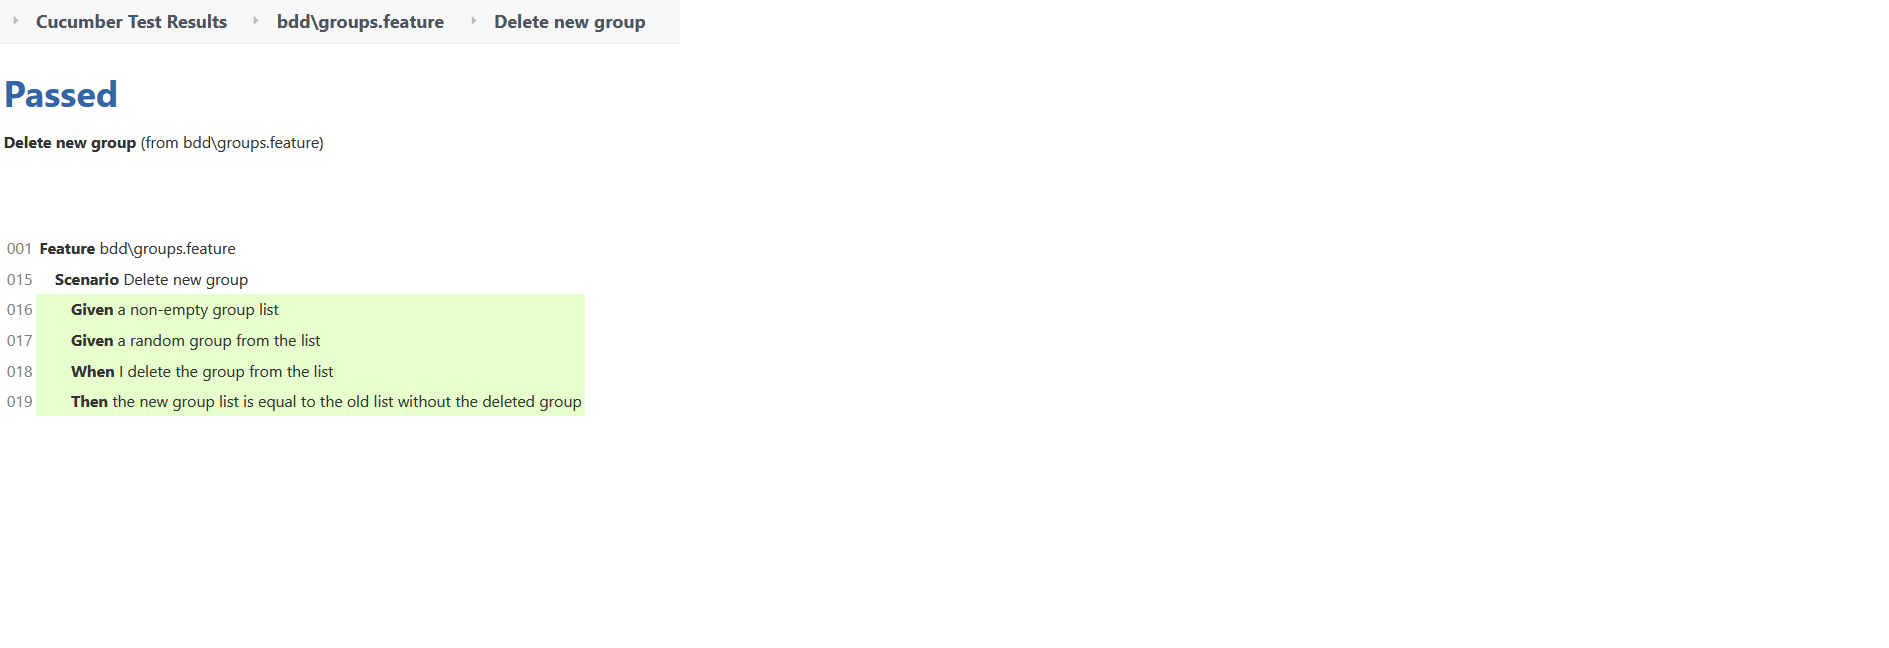 Cucumber Test Results bdd\groups.feature Delete new group
Passed
Delete new group (from bdd\groups.feature)
001 Feature bdd\groups.feature
015 Scenario Delete new group
016 Given a non-empty group list
017 Given a random group from the list
018 When I delete the group from the list
019 Then the new group list is equal to the old list without the deleted group